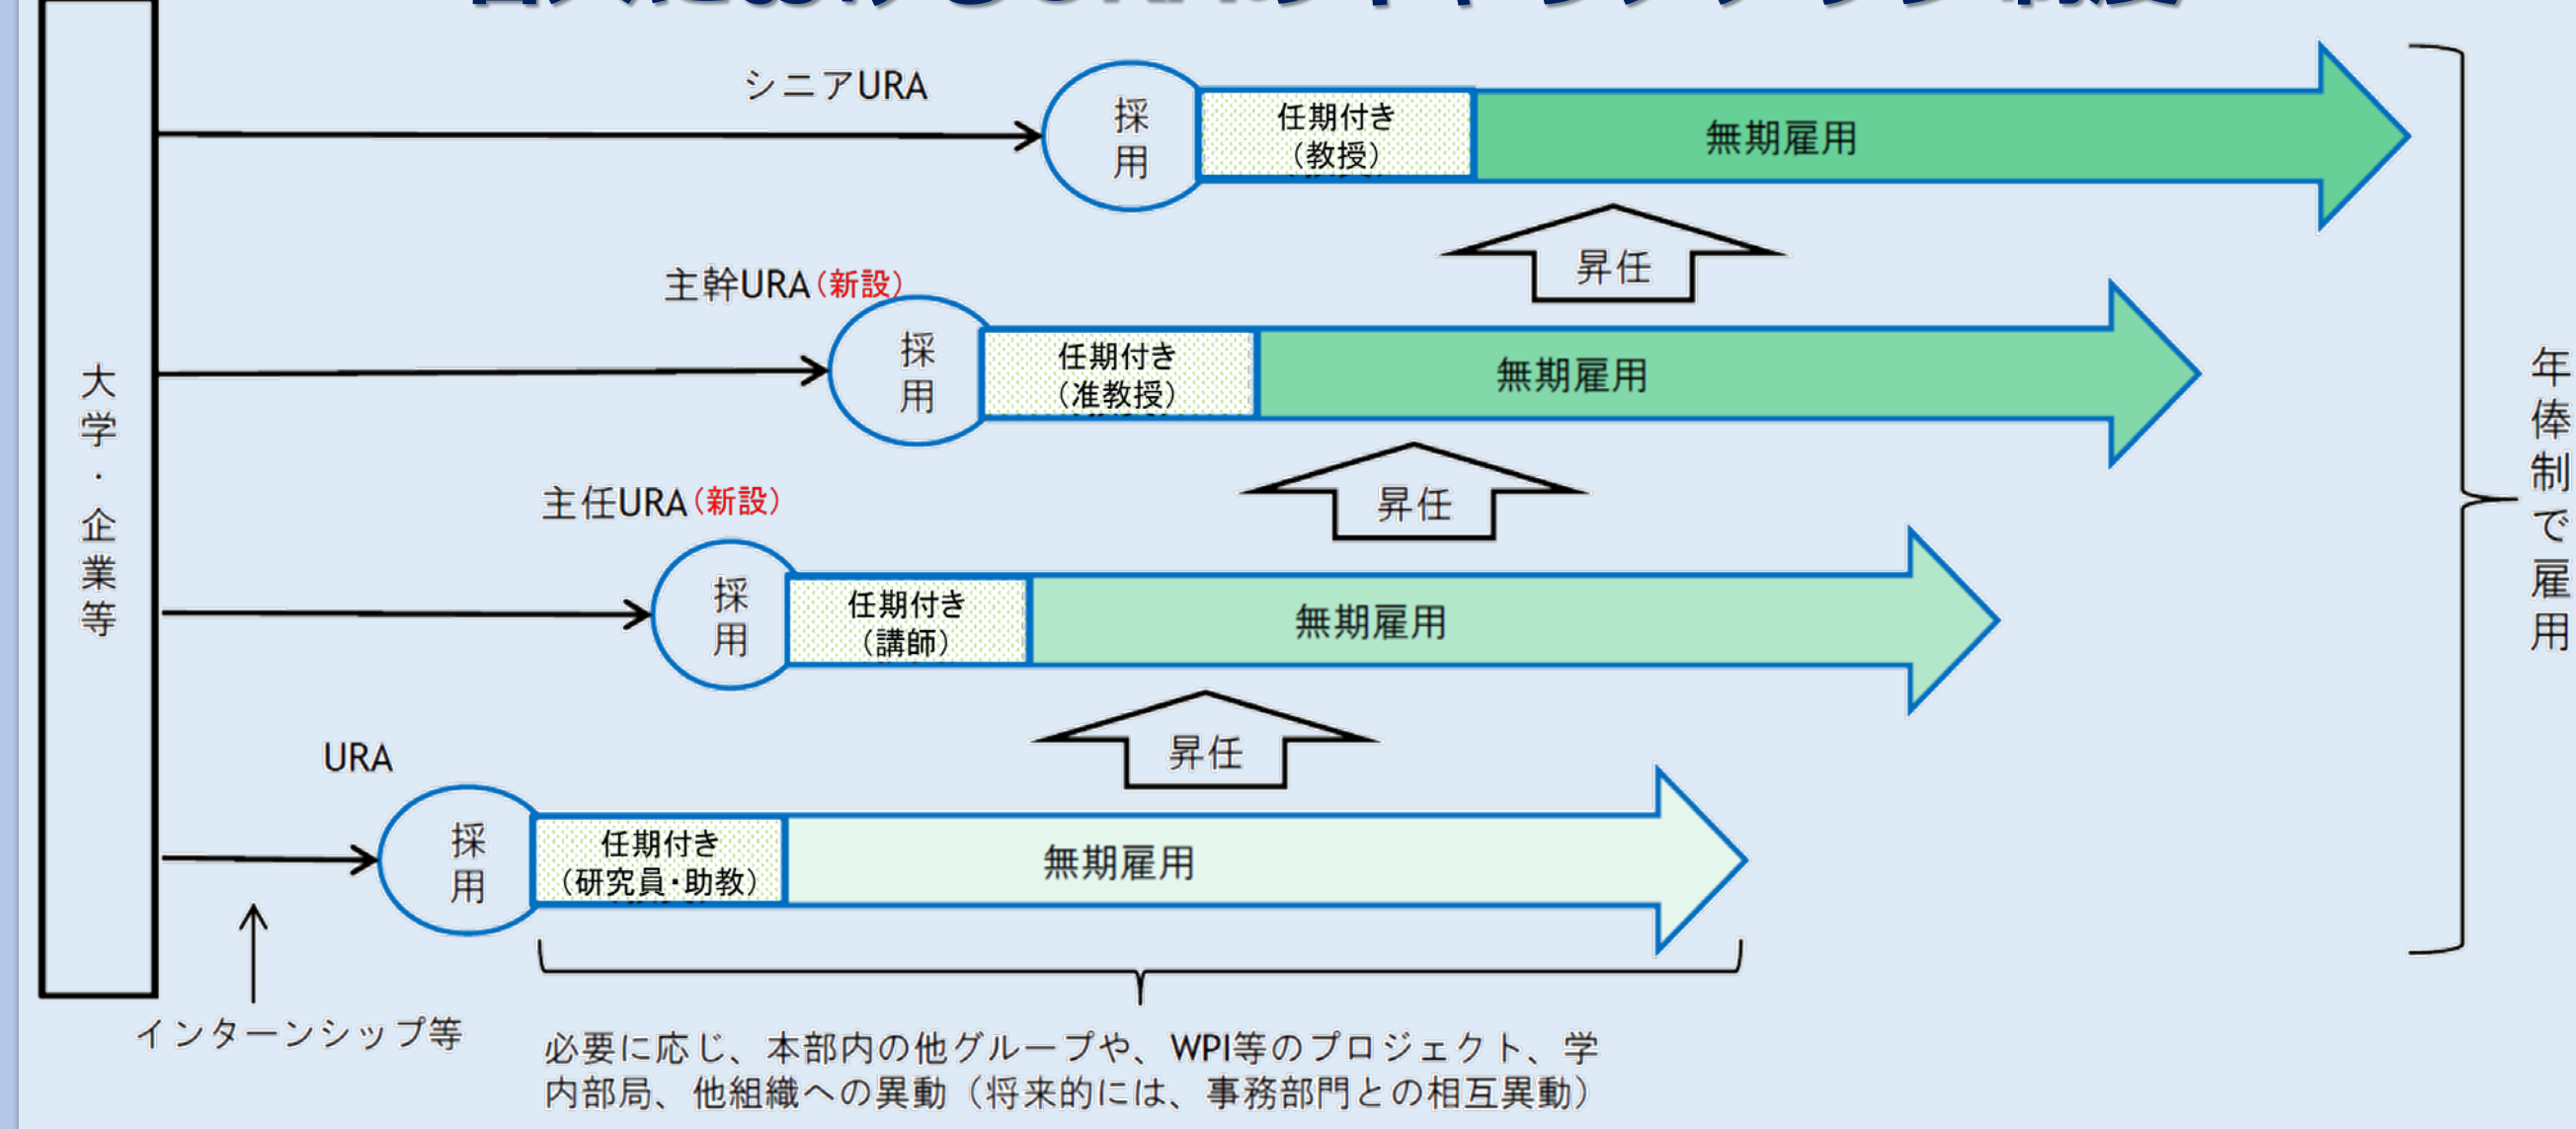 シニアURA
採用
任期付き
（教授）
無期雇用
昇任
主幹URA（新設）
採用
任期付き
（准教授）
無期雇用
昇任
主任URA（新設）
採用
任期付き
（講師）
無期雇用
昇任
URA
採用
任期付き
（研究員・助教）
無期雇用
大学・企業等
年俸制で雇用
インターンシップ等
必要に応じ、本部内の他グループや、WPI等のプロジェクト、学
内部局、他組織への異動（将来的には、事務部門との相互異動）